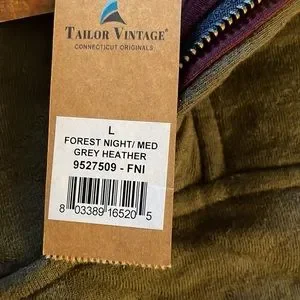 TAILOR VINTAGE®
CONNECTICUT ORIGINALS
L
FOREST NIGHT/ MED
GREY HEATHER
9527509 - FNI
8 03389 16520 5